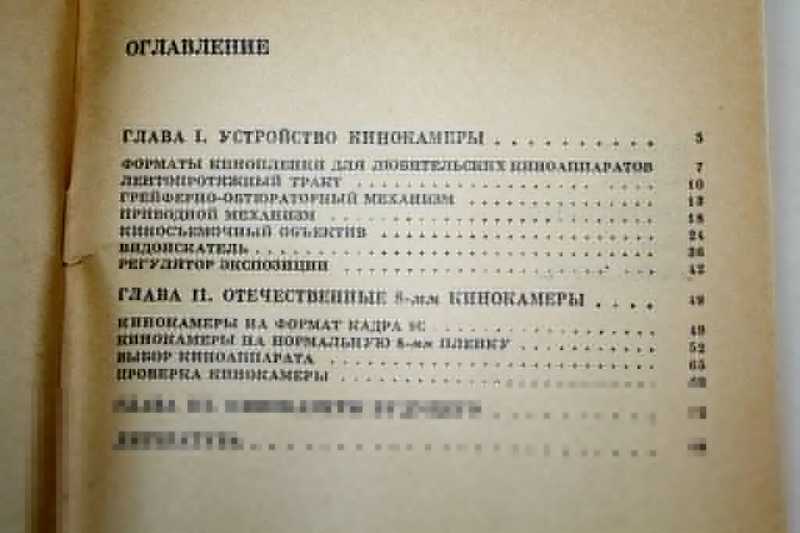 ОГЛАВЛЕНИЕ
ГЛАВА I. УСТРОЙСТВО КИНОКАМЕРЫ . . . . . . . . . . 5
ФОРМАТЫ КИНОПЛЕНКИ ДЛЯ ЛЮБИТЕЛЬСКИХ КИНОАППАРАТОВ 7
ЛЕНТОПРОТЯЖНЫЙ ТРАКТ 10
ГРЕЙФЕРНО-ОБТЮРАТОРНЫЙ МЕХАНИЗМ 13
ПРИВОДНОЙ МЕХАНИЗМ 18
КИНОСЪЕМОЧНЫЙ ОБЪЕКТИВ 24
ВИДОИСКАТЕЛЬ 36
РЕГУЛЯТОР ЭКСПОЗИЦИИ 42
ГЛАВА II. ОТЕЧЕСТВЕННЫЕ 8-мм КИНОКАМЕРЫ . . . . 49
КИНОКАМЕРЫ НА ФОРМАТ КАДРА 8С 49
КИНОКАМЕРЫ НА НОРМАЛЬНУЮ 8-мм ПЛЕНКУ 52
ВЫБОР КИНОАППАРАТА 65
ПРОВЕРКА КИНОКАМЕРЫ